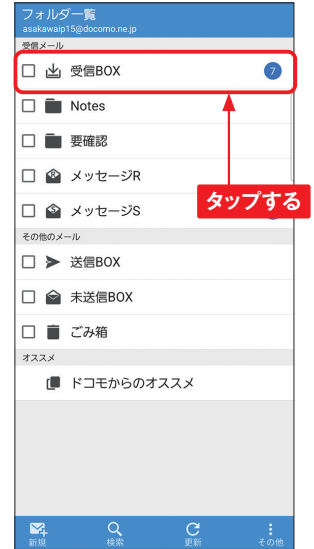 フォルダ一覧
asakawaip15@docomo.ne.jp
受信メール
受信BOX
7
Notes
要確認
メッセージR
メッセージS
タップする
その他のメール
送信BOX
未送信BOX
ごみ箱
オススメ
ドコモからのオススメ
新規 検索 更新 その他